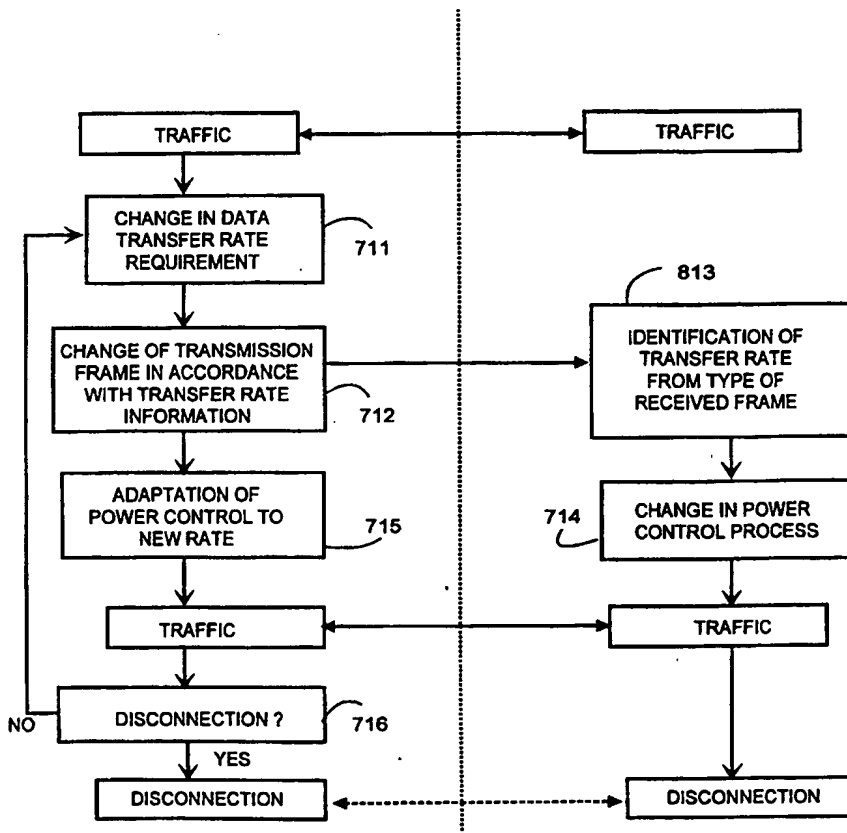 TRAFFIC
TRAFFIC
CHANGE IN DATA
TRANSFER RATE
REQUIREMENT
711
813
CHANGE OF TRANSMISSION
FRAME IN ACCORDANCE
WITH TRANSFER RATE
INFORMATION
712
IDENTIFICATION OF
TRANSFER RATE
FROM TYPE OF
RECEIVED FRAME
ADAPTATION OF
POWER CONTROL TO
NEW RATE
715
714
CHANGE IN POWER
CONTROL PROCESS
TRAFFIC
TRAFFIC
NO
DISCONNECTION ?
716
YES
DISCONNECTION
DISCONNECTION